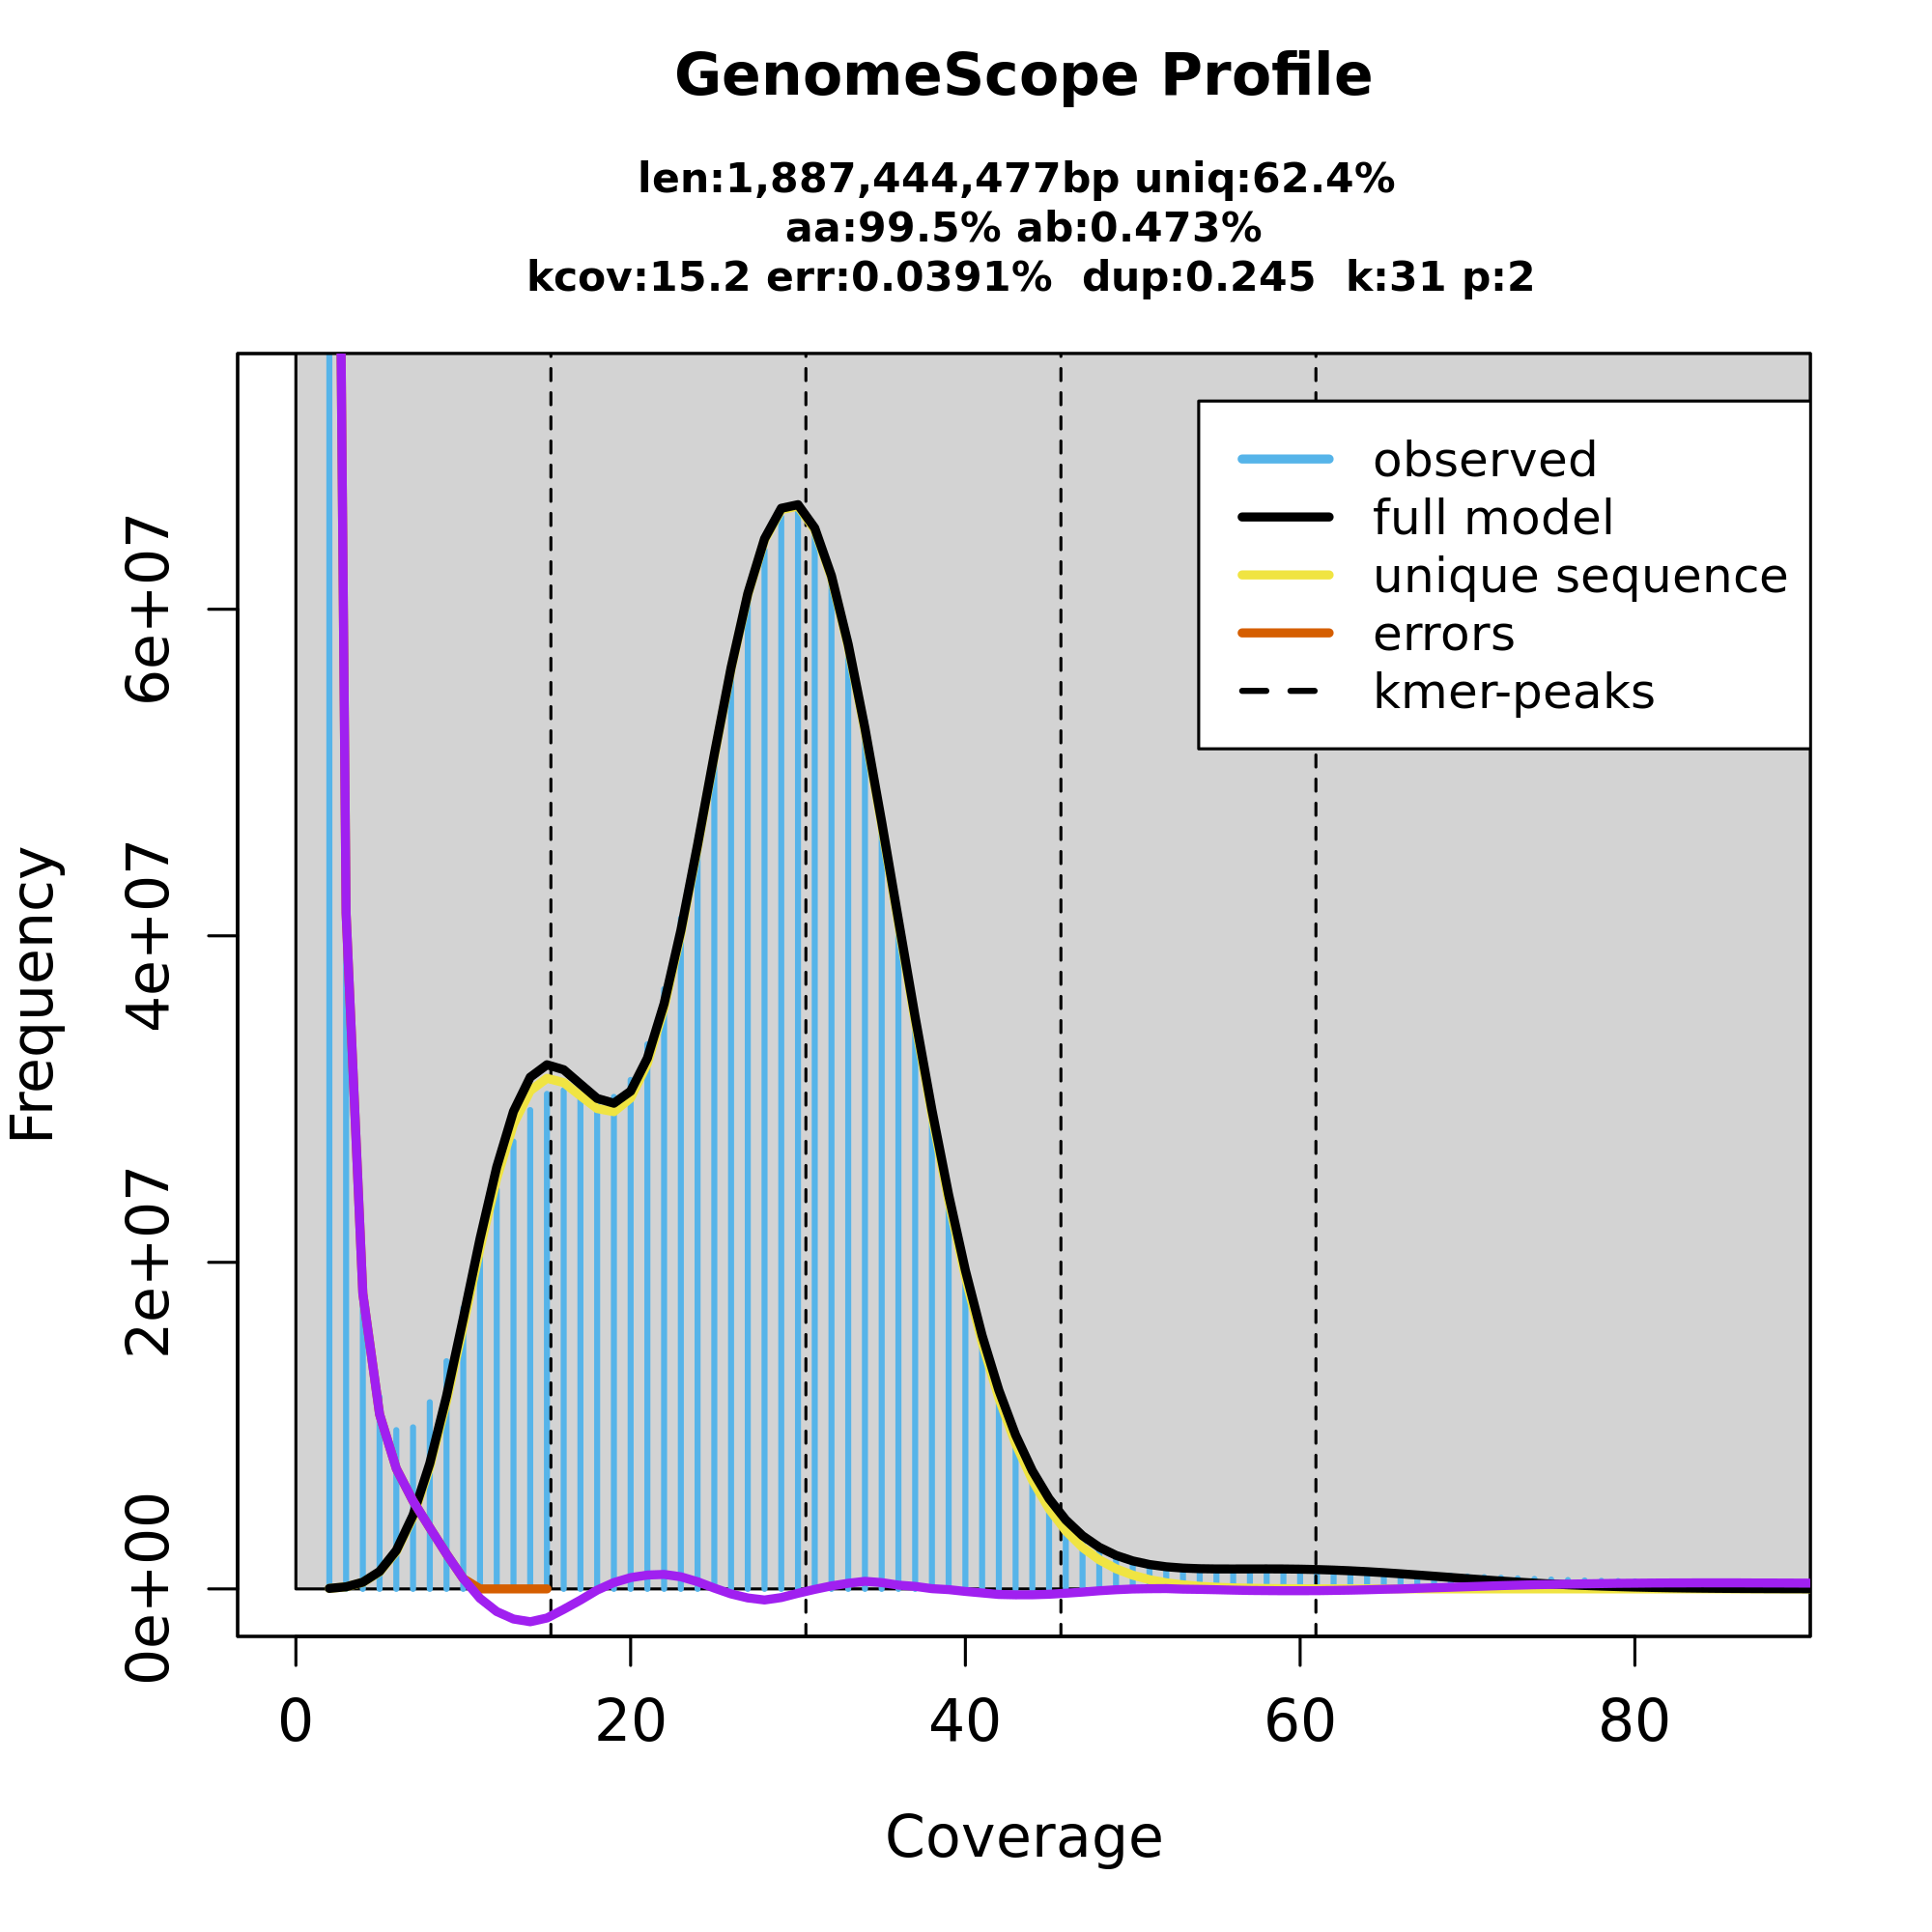 GenomeScope Profile
len:1,887,444,477bp uniq:62.4%
aa:99.5% ab:0.473%
kcov:15.2 err:0.0391%  dup:0.245  k:31 p:2
observed
full model
unique sequence
errors
kmer-peaks
Frequency
6e+07
4e+07
2e+07
0e+00
0 20 40 60 80
Coverage